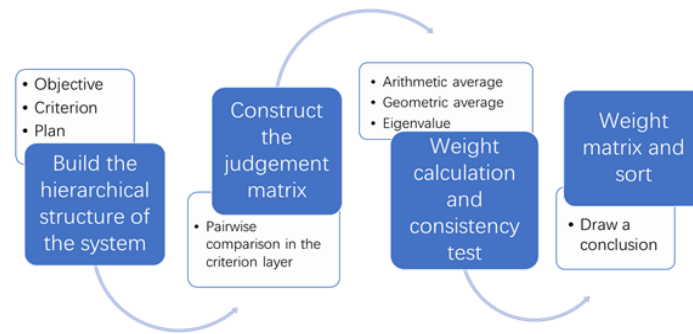 • Objective
• Criterion
• Plan
Build the
hierarchical
structure of
the system
Construct
the
judgement
matrix
• Pairwise
comparison in the
criterion layer
• Arithmetic average
• Geometric average
• Eigenvalue
Weight
calculation
and
consistency
test
Weight
matrix and
sort
• Draw a
conclusion